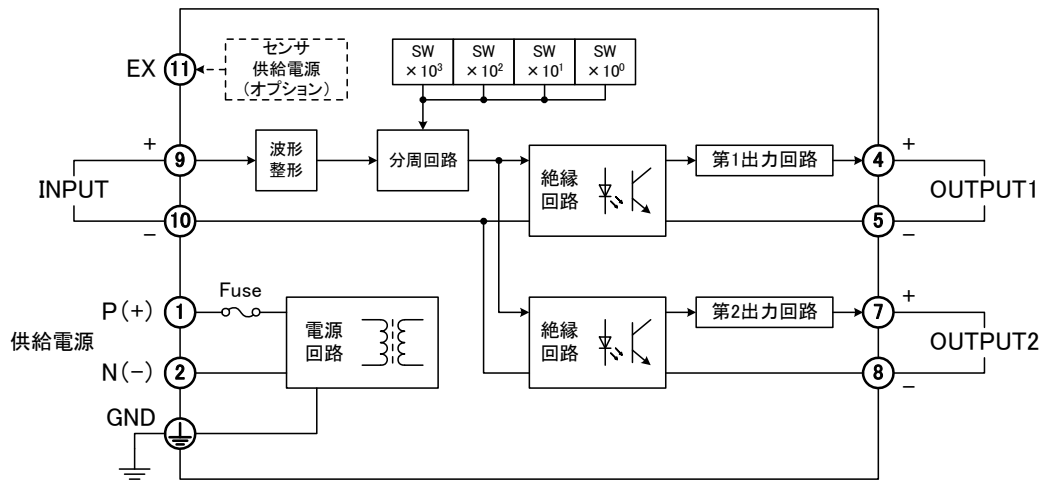 センサ
供給電源
(オプション)
EX
11
SW
×10³
SW
×10²
SW
×10¹
SW
×10⁰
+
9
波形
整形
分周回路
絶縁
回路
第1出力回路
4
+
INPUT
OUTPUT1
10
−
5
−
P(+)
1
Fuse
電源
回路
絶縁
回路
第2出力回路
7
+
供給電源
OUTPUT2
N(−)
2
8
−
GND